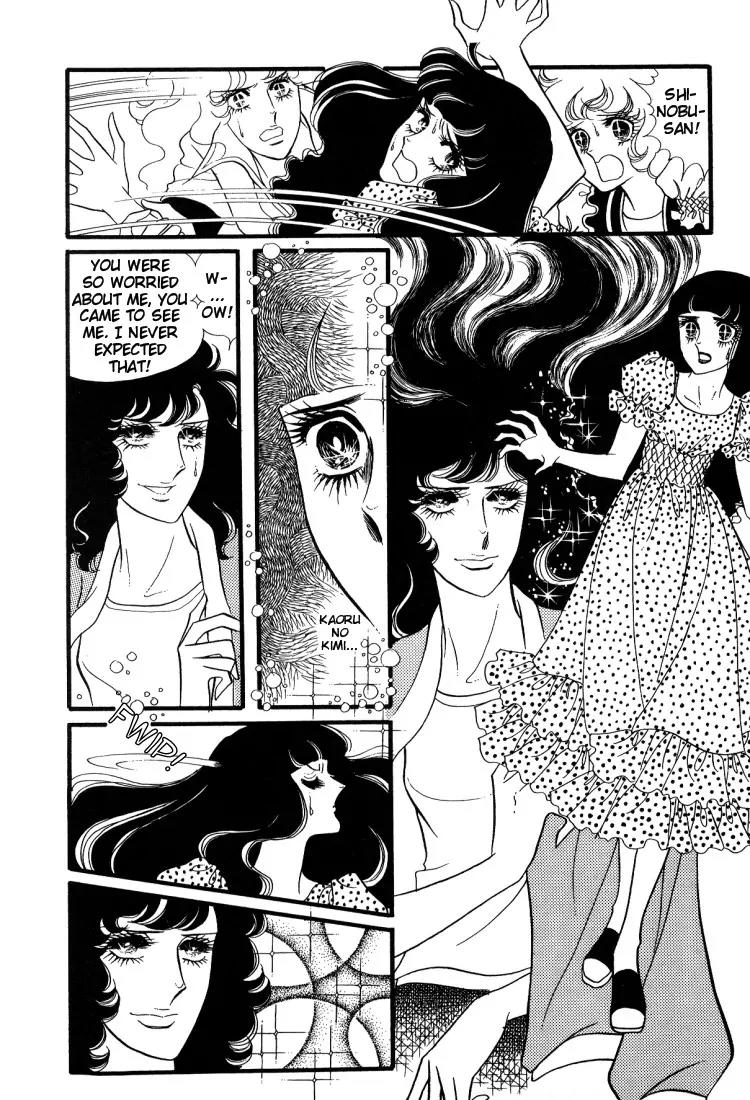 SHI-
NOBU-
SAN!
W-
...
OW!
YOU WERE
SO WORRIED
ABOUT ME, YOU
CAME TO SEE
ME. I NEVER
EXPECTED
THAT!
KAORU
NO
KIMI...
FWIP!